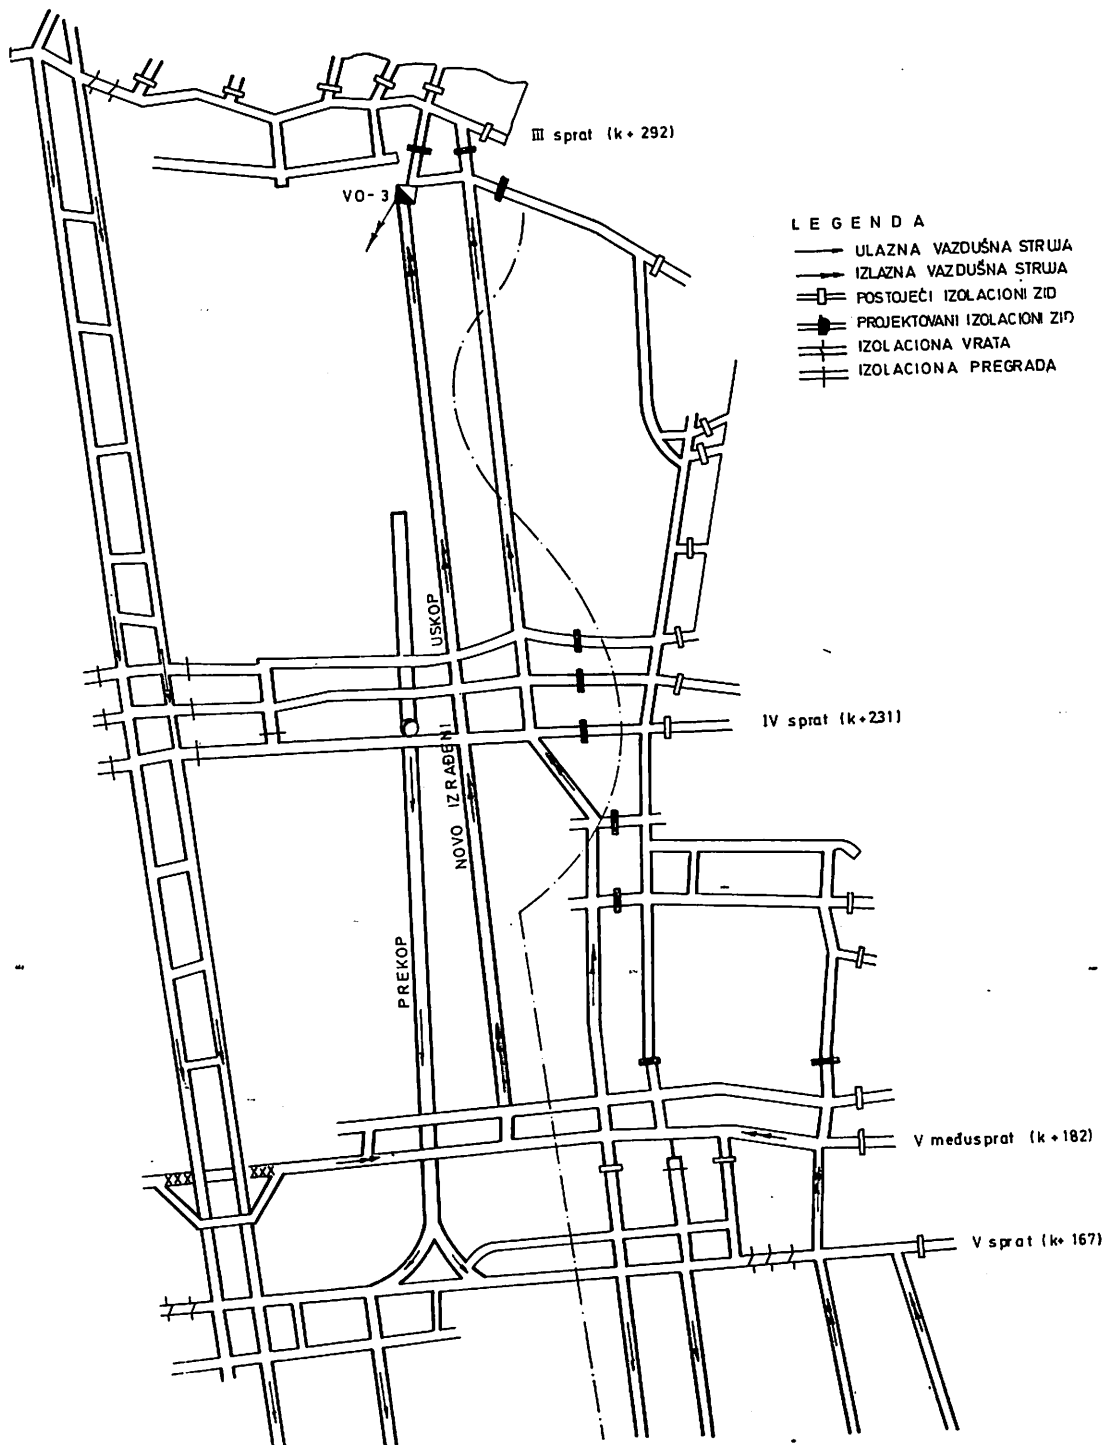 III sprat (k+ 292)
VO-3
L E G E N D A
ULAZNA VAZDUŠNA STRUJA
IZLAZNA VAZDUŠNA STRUJA
POSTOJEĆI IZOLACIONI ZID
PROJEKTOVANI IZOLACIONI ZID
IZOLACIONA VRATA
IZOLACIONA PREGRADA
USKOP
NOVO IZRAĐENI
IV sprat (k+231)
PREKOP
V međusprat (k+182)
V sprat (k+ 167)